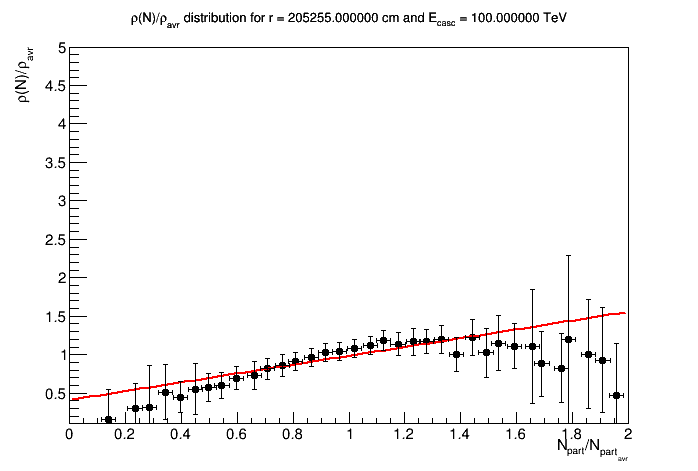 ρ(N)/ρavr distribution for r = 205255.000000 cm and Ecasc = 100.000000 TeV
ρ(N)/ρavr
5
4.5
4
3.5
3
2.5
2
1.5
1
0.5
0 0.2 0.4 0.6 0.8 1 1.2 1.4 1.6 1.8 2
Npart/Npartavr